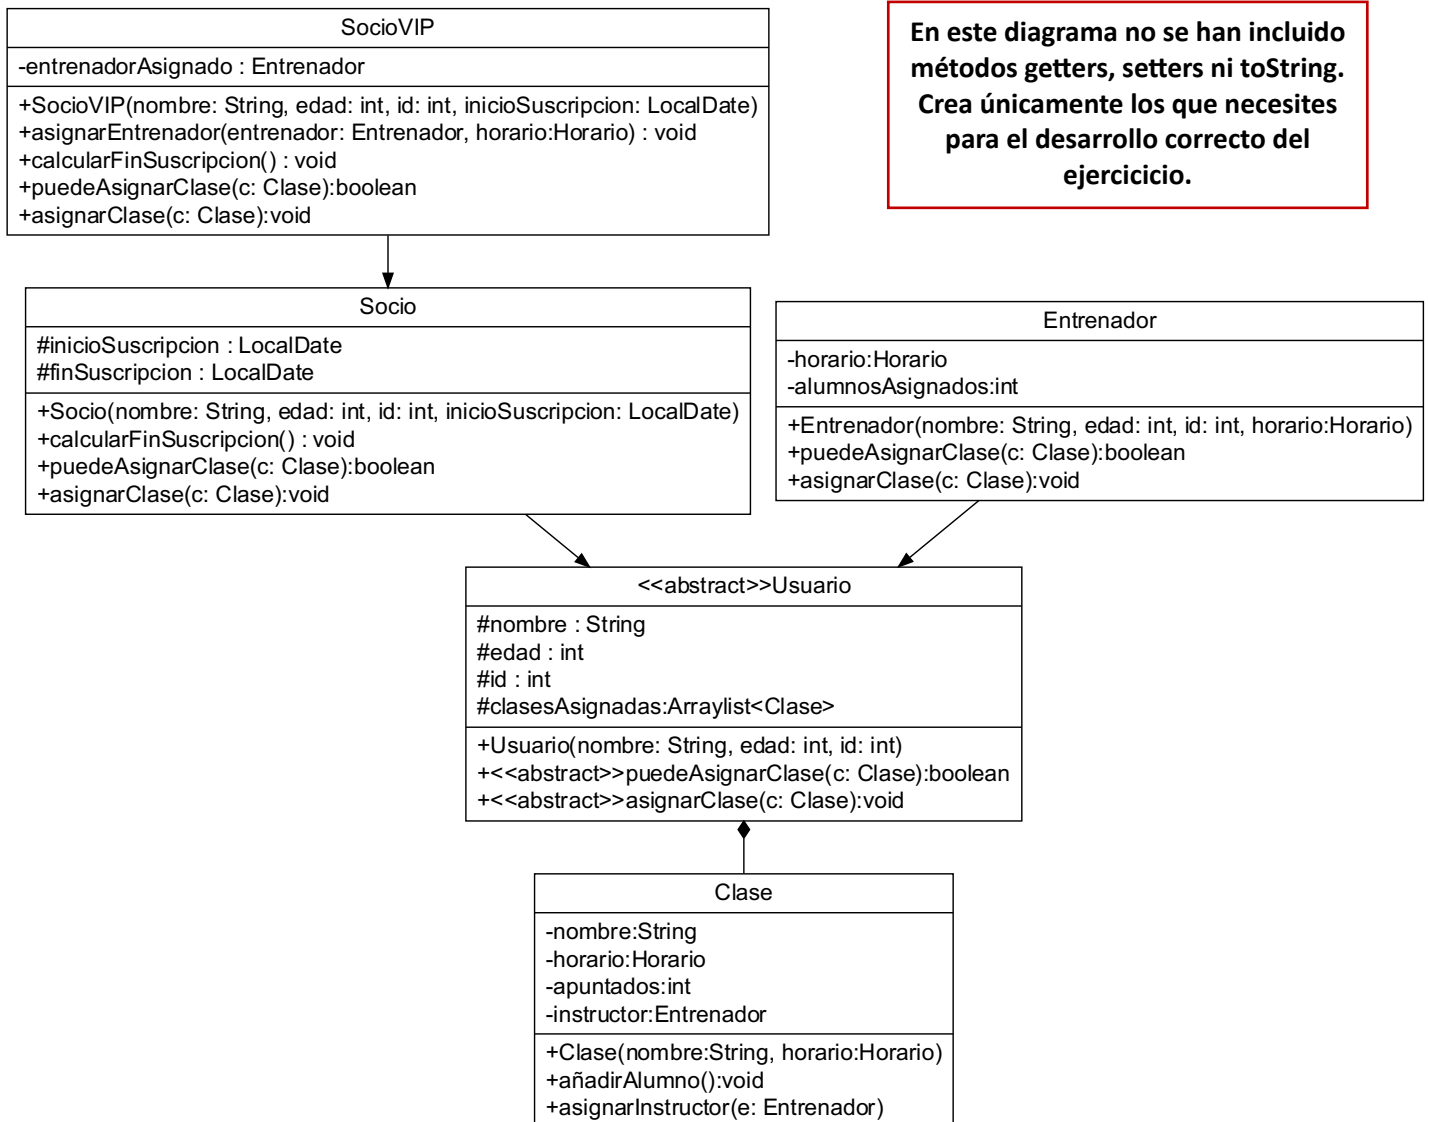 SocioVIP
-entrenadorAsignado : Entrenador
+SocioVIP(nombre: String, edad: int, id: int, inicioSuscripcion: LocalDate)
+asignarEntrenador(entrenador: Entrenador, horario:Horario) : void
+calcularFinSuscripcion() : void
+puedeAsignarClase(c: Clase):boolean
+asignarClase(c: Clase):void
En este diagrama no se han incluido
métodos getters, setters ni toString.
Crea únicamente los que necesites
para el desarrollo correcto del
ejercicicio.
Socio
#inicioSuscripcion : LocalDate
#finSuscripcion : LocalDate
+Socio(nombre: String, edad: int, id: int, inicioSuscripcion: LocalDate)
+calcularFinSuscripcion() : void
+puedeAsignarClase(c: Clase):boolean
+asignarClase(c: Clase):void
Entrenador
-horario:Horario
-alumnosAsignados:int
+Entrenador(nombre: String, edad: int, id: int, horario:Horario)
+puedeAsignarClase(c: Clase):boolean
+asignarClase(c: Clase):void
<<abstract>>Usuario
#nombre : String
#edad : int
#id : int
#clasesAsignadas:Arraylist<Clase>
+Usuario(nombre: String, edad: int, id: int)
+<<abstract>>puedeAsignarClase(c: Clase):boolean
+<<abstract>>asignarClase(c: Clase):void
Clase
-nombre:String
-horario:Horario
-apuntados:int
-instructor:Entrenador
+Clase(nombre:String, horario:Horario)
+añadirAlumno():void
+asignarInstructor(e: Entrenador)